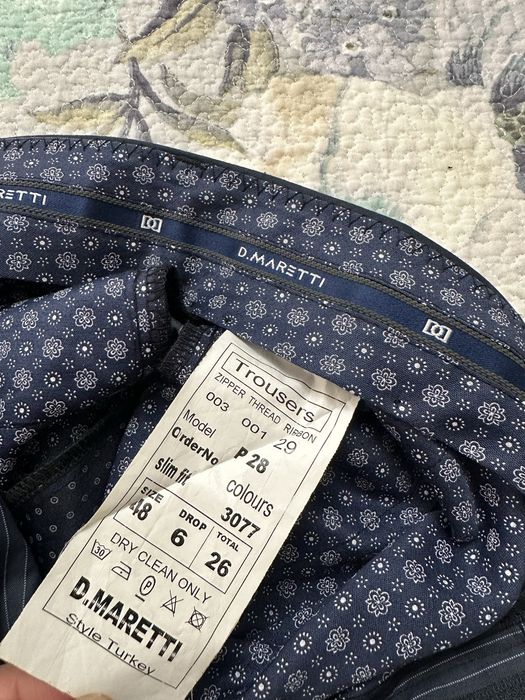 RETTI
D.MARETTI
Trousers
ZIPPER THREAD RIBBON
003 001 29
Model P 28
OrderNo colours
slim fit 3077
SIZE DROP TOTAL
48 6 26
30
DRY CLEAN ONLY
D.MARETTI
Style Turkey